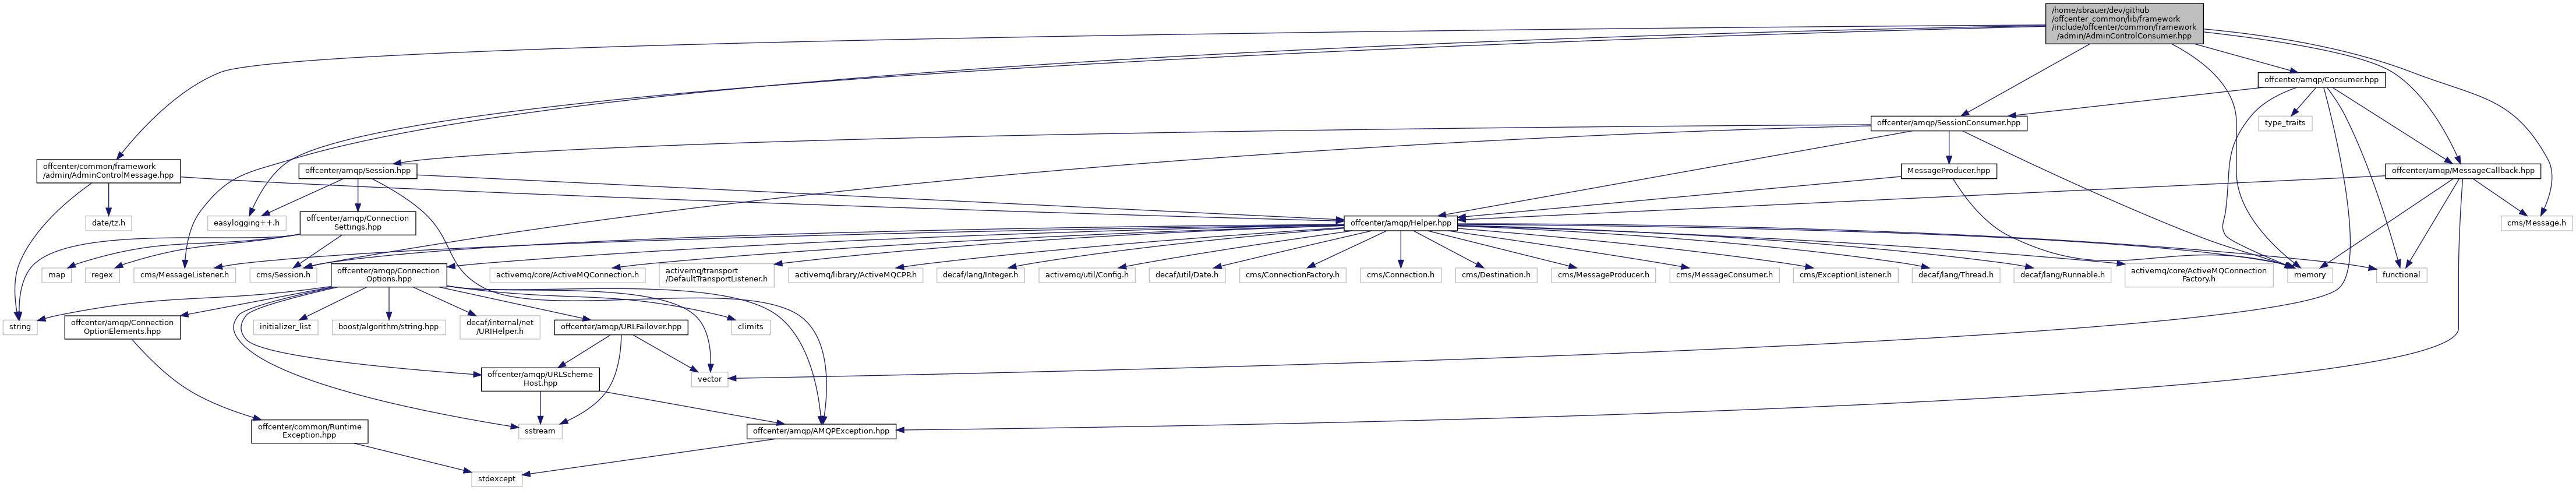 /home/sbrauer/dev/github
/offcenter_common/lib/framework
/include/offcenter/common/framework
/admin/AdminControlConsumer.hpp
offcenter/amqp/Consumer.hpp
offcenter/amqp/SessionConsumer.hpp
type_traits
offcenter/common/framework
/admin/AdminControlMessage.hpp
offcenter/amqp/Session.hpp
MessageProducer.hpp
offcenter/amqp/MessageCallback.hpp
date/tz.h
easylogging++.h
offcenter/amqp/Connection
Settings.hpp
offcenter/amqp/Helper.hpp
cms/Message.h
map
regex
cms/MessageListener.h
cms/Session.h
offcenter/amqp/Connection
Options.hpp
activemq/core/ActiveMQConnection.h
activemq/transport
/DefaultTransportListener.h
activemq/library/ActiveMQCPP.h
decaf/lang/Integer.h
activemq/util/Config.h
decaf/util/Date.h
cms/ConnectionFactory.h
cms/Connection.h
cms/Destination.h
cms/MessageProducer.h
cms/MessageConsumer.h
cms/ExceptionListener.h
decaf/lang/Thread.h
decaf/lang/Runnable.h
activemq/core/ActiveMQConnection
Factory.h
memory
functional
string
offcenter/amqp/Connection
OptionElements.hpp
initializer_list
boost/algorithm/string.hpp
decaf/internal/net
/URIHelper.h
offcenter/amqp/URLFailover.hpp
climits
offcenter/amqp/URLScheme
Host.hpp
vector
offcenter/common/Runtime
Exception.hpp
sstream
offcenter/amqp/AMQPException.hpp
stdexcept